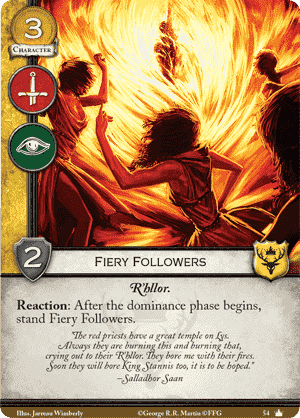 3
CHARACTER
2
FIERY FOLLOWERS
R'hllor.
Reaction: After the dominance phase begins,
stand Fiery Followers.
The red priests have a great temple on Lys.
Always they are burning this and burning that,
crying out to their R'hllor. They bore me with their fires.
Soon they will bore King Stannis too, it is to be hoped."
–Salladhor Saan
Illus. Jarreau Wimberly
©George R.R. Martin ©FFG
54